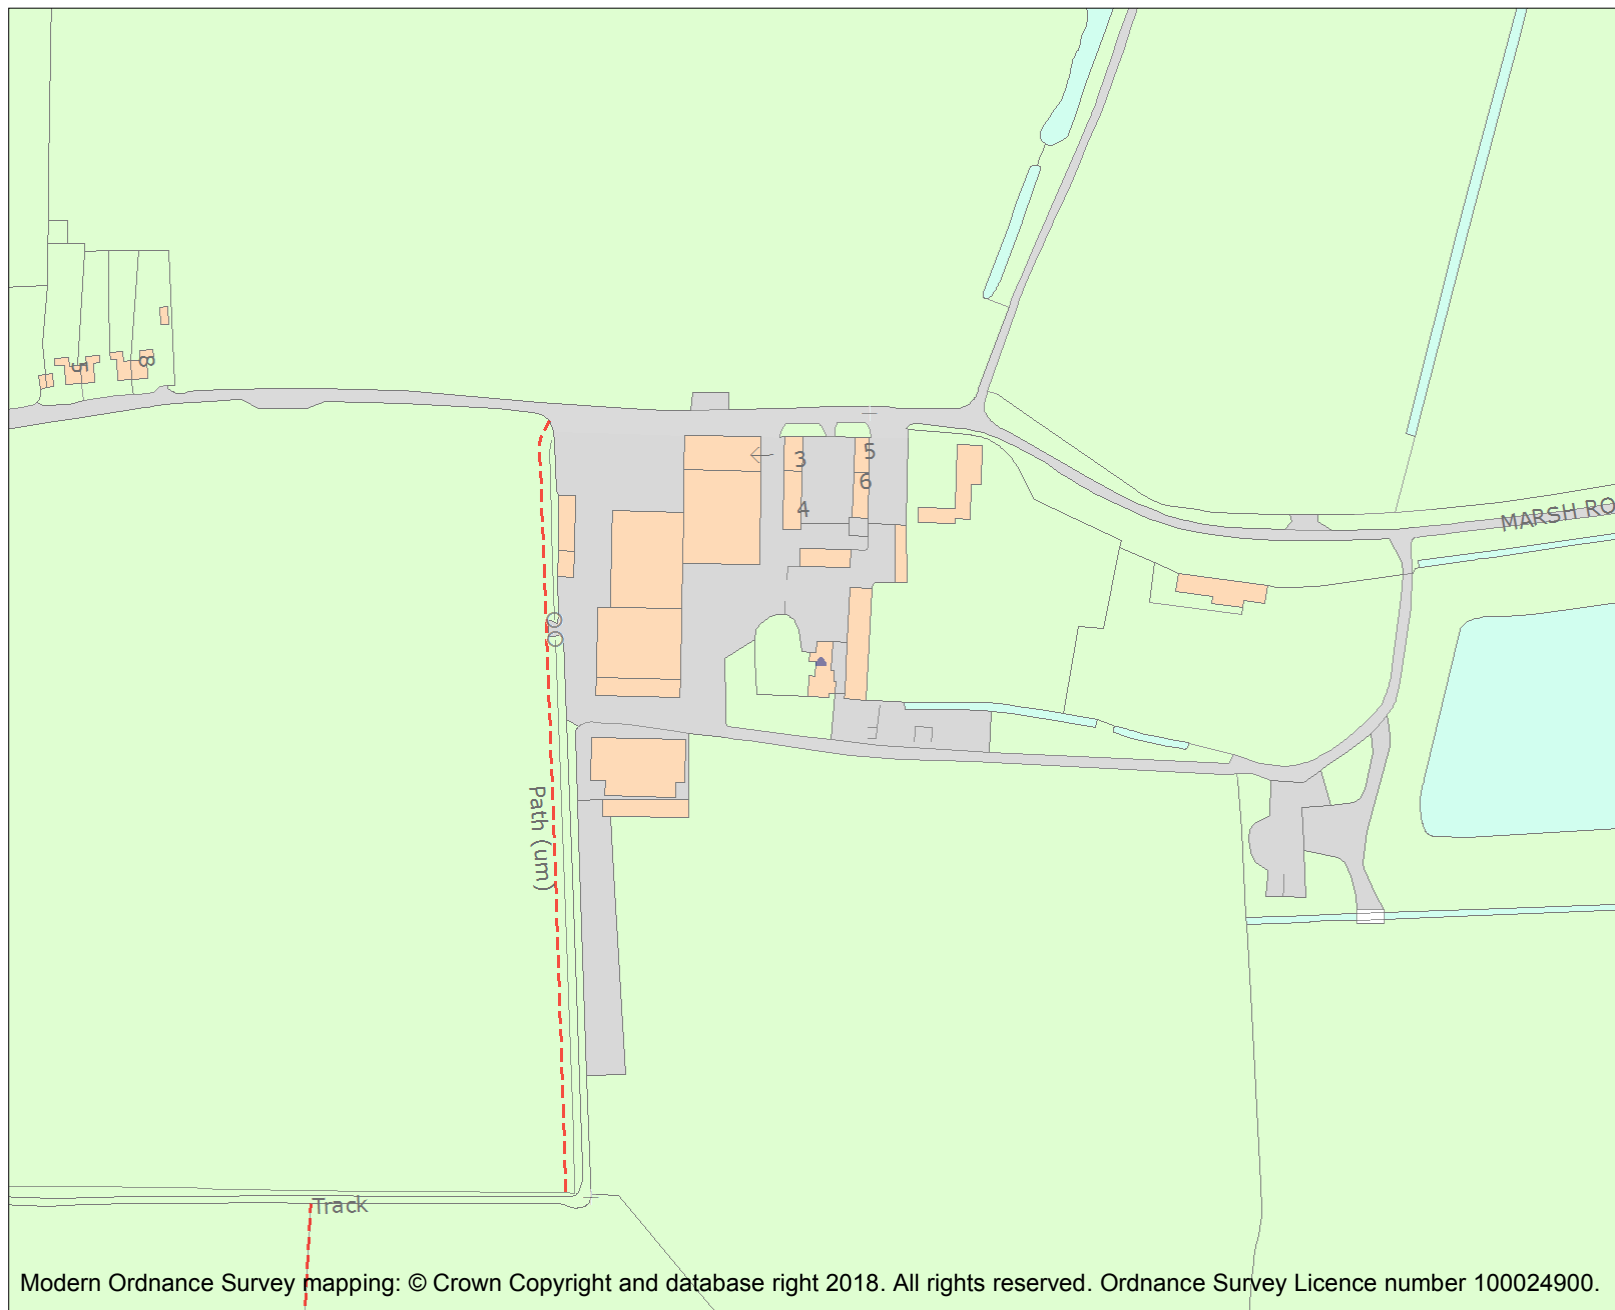 5
8
3
5
6
4
MARSH RO
Path (um)
Track
Modern Ordnance Survey mapping: © Crown Copyright and database right 2018. All rights reserved. Ordnance Survey Licence number 100024900.